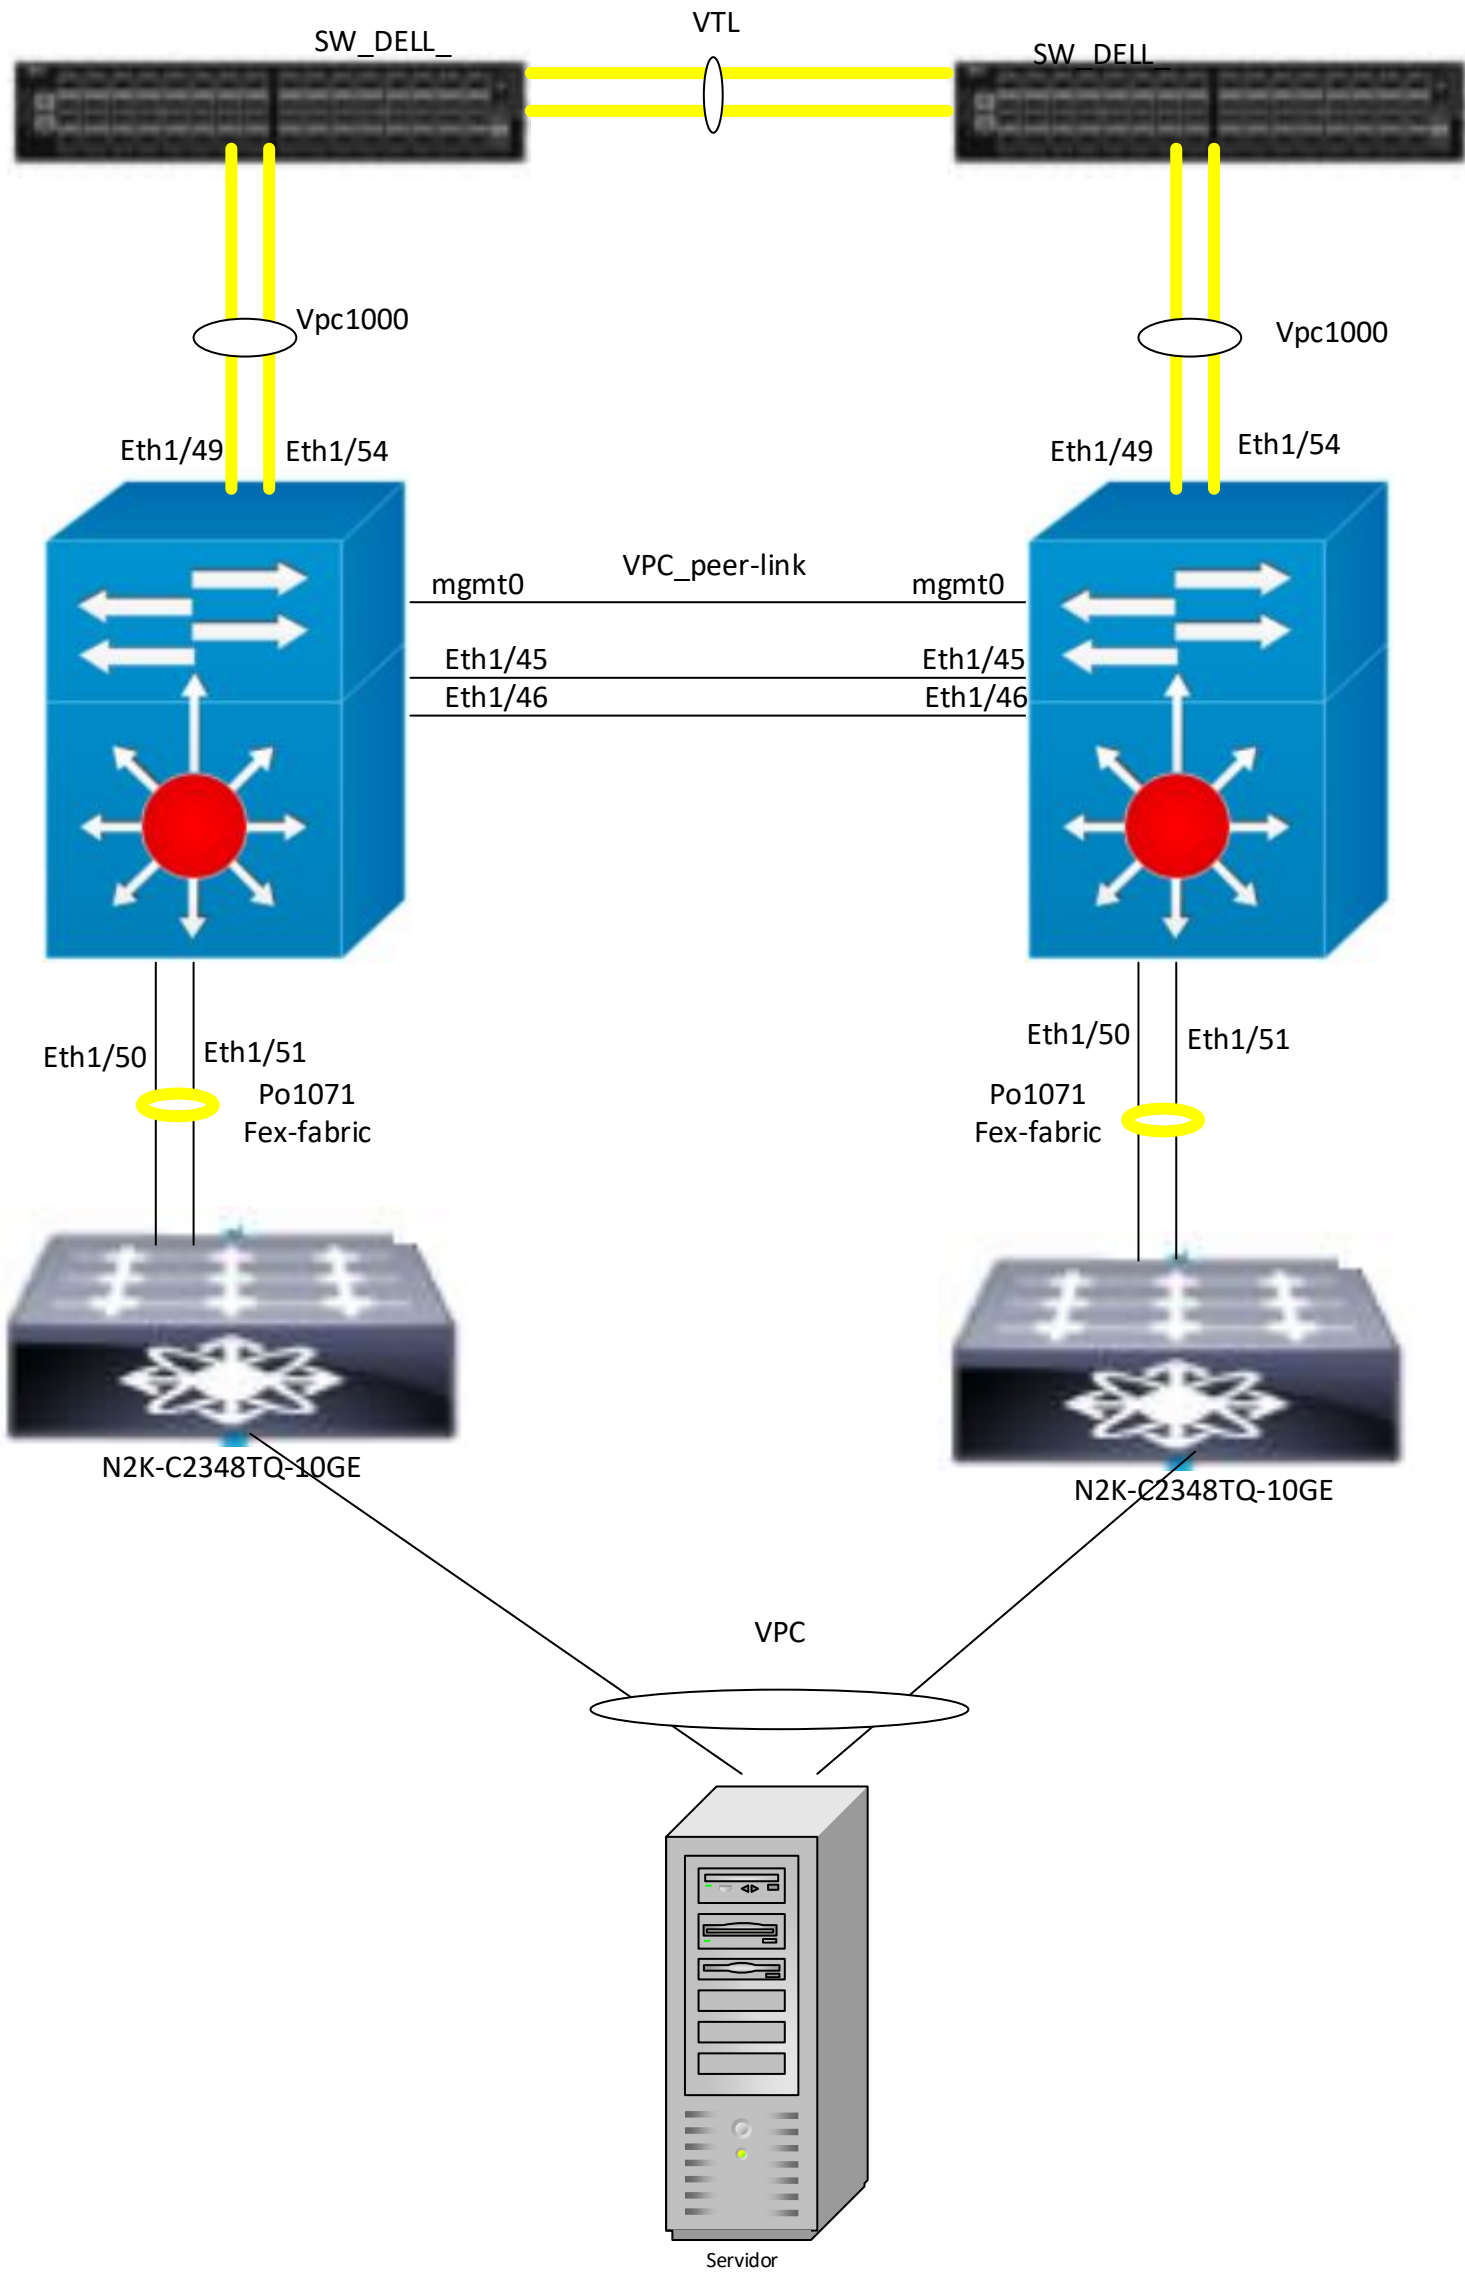 VTL
SW_DELL_
SW_DELL_
Vpc1000
Vpc1000
Eth1/49
Eth1/54
Eth1/49
Eth1/54
VPC_peer-link
mgmt0
mgmt0
Eth1/45
Eth1/45
Eth1/46
Eth1/46
Eth1/50
Eth1/51
Eth1/50
Eth1/51
Po1071
Fex-fabric
Po1071
Fex-fabric
N2K-C2348TQ-10GE
N2K-C2348TQ-10GE
VPC
Servidor